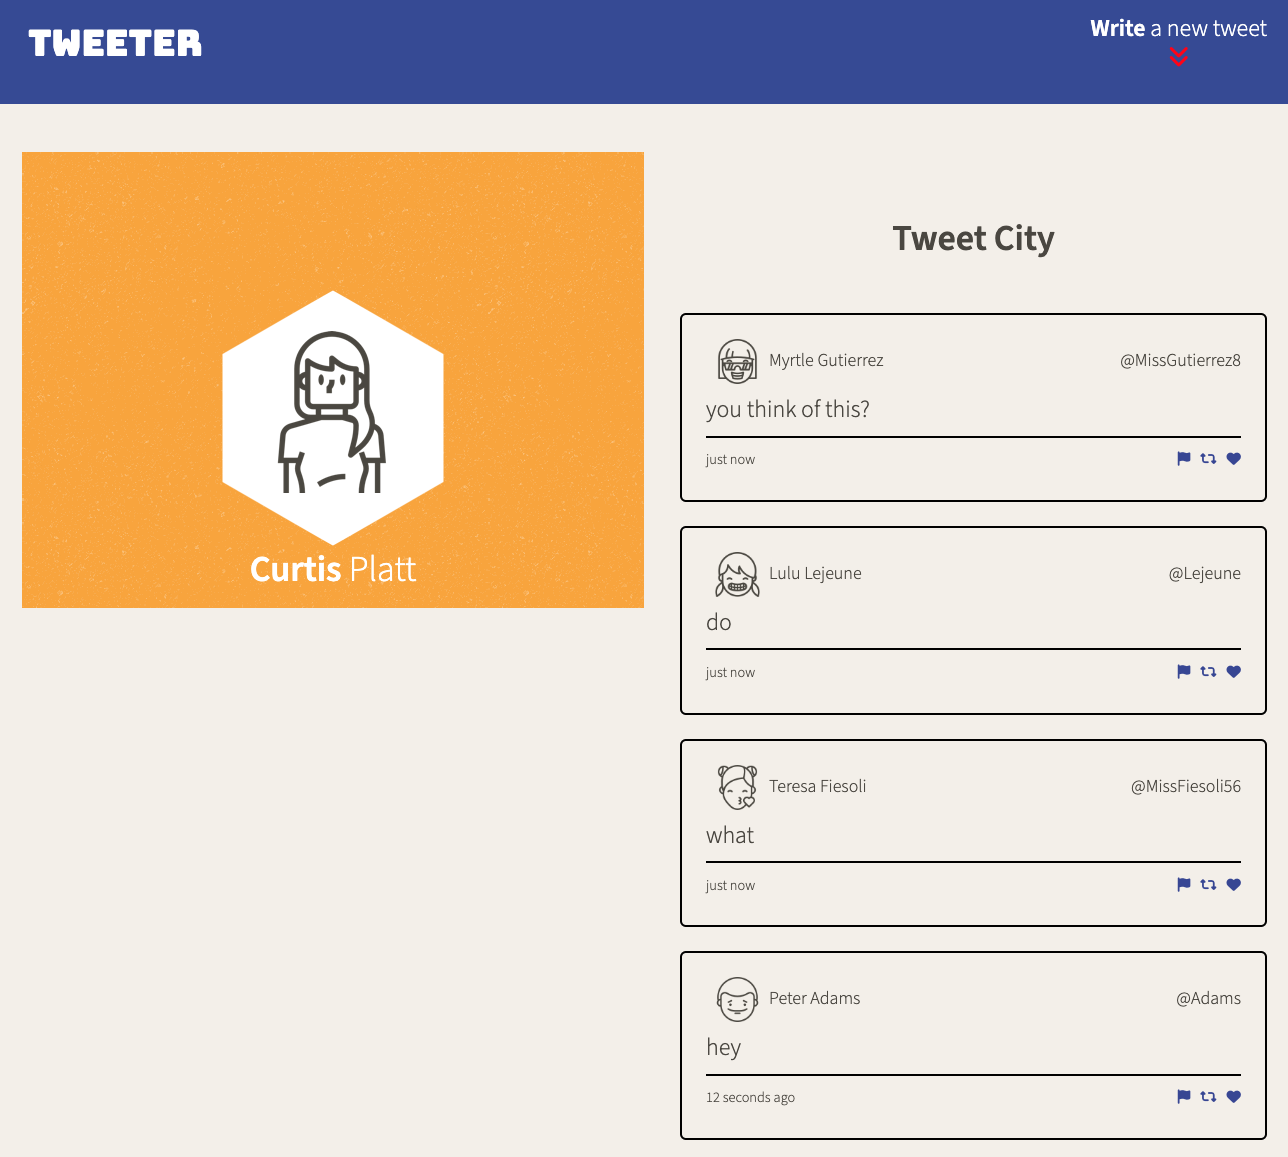 TWEETER
Write a new tweet
Curtis Platt
Tweet City
Myrtle Gutierrez @MissGutierrez8
you think of this?
just now
Lulu Lejeune @Lejeune
do
just now
Teresa Fiesoli @MissFiesoli56
what
just now
Peter Adams @Adams
hey
12 seconds ago